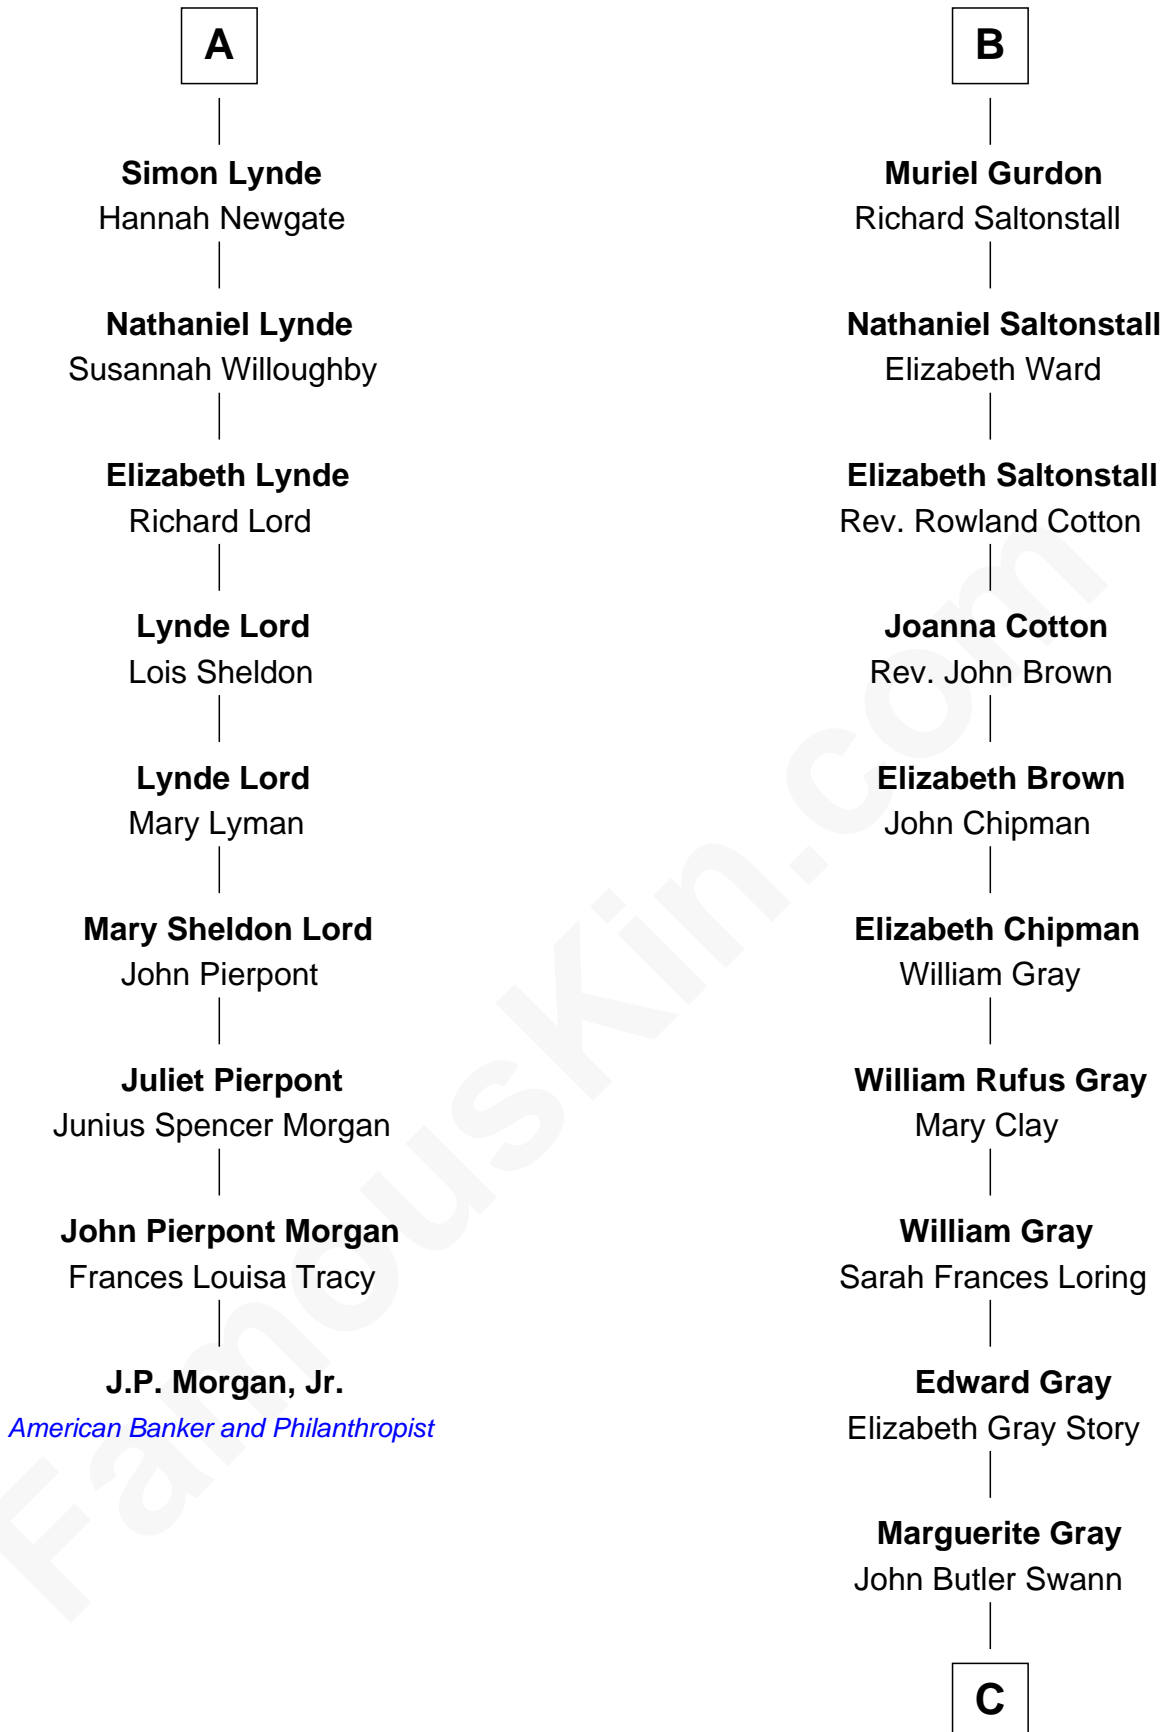 A
Simon Lynde
Hannah Newgate
Nathaniel Lynde
Susannah Willoughby
Elizabeth Lynde
Richard Lord
Lynde Lord
Lois Sheldon
Lynde Lord
Mary Lyman
Mary Sheldon Lord
John Pierpont
Juliet Pierpont
Junius Spencer Morgan
John Pierpont Morgan
Frances Louisa Tracy
J.P. Morgan, Jr.
American Banker and Philanthropist
B
Muriel Gurdon
Richard Saltonstall
Nathaniel Saltonstall
Elizabeth Ward
Elizabeth Saltonstall
Rev. Rowland Cotton
Joanna Cotton
Rev. John Brown
Elizabeth Brown
John Chipman
Elizabeth Chipman
William Gray
William Rufus Gray
Mary Clay
William Gray
Sarah Frances Loring
Edward Gray
Elizabeth Gray Story
Marguerite Gray
John Butler Swann
C
FamousKin.com